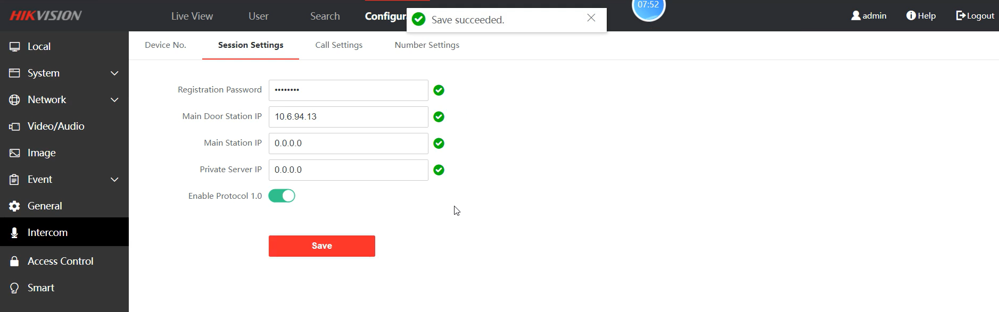 HIKVISION
Live View
User
Search
Configur
Save succeeded.
07:52
admin
Help
Logout
Local
System
Network
Video/Audio
Image
Event
General
Intercom
Access Control
Smart
Device No.
Session Settings
Call Settings
Number Settings
Registration Password
••••••••
Main Door Station IP
10.6.94.13
Main Station IP
0.0.0.0
Private Server IP
0.0.0.0
Enable Protocol 1.0
Save